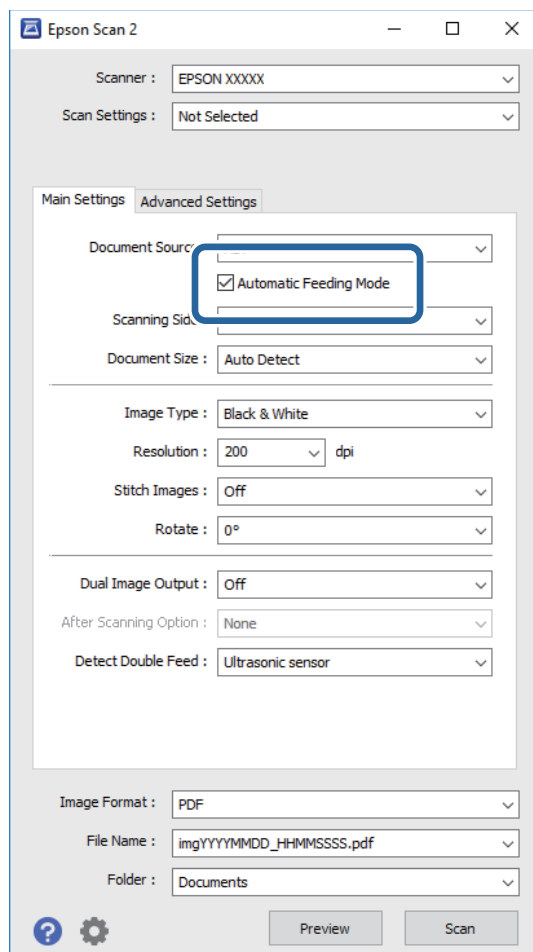 Epson Scan 2
Scanner : EPSON XXXXX
Scan Settings : Not Selected
Main Settings Advanced Settings
Document Sourc
Automatic Feeding Mode
Scanning Side
Document Size : Auto Detect
Image Type : Black & White
Resolution : 200 dpi
Stitch Images : Off
Rotate : 0°
Dual Image Output : Off
After Scanning Option : None
Detect Double Feed : Ultrasonic sensor
Image Format : PDF
File Name : imgYYYYMMDD_HHMMSSSS.pdf
Folder : Documents
? Preview Scan